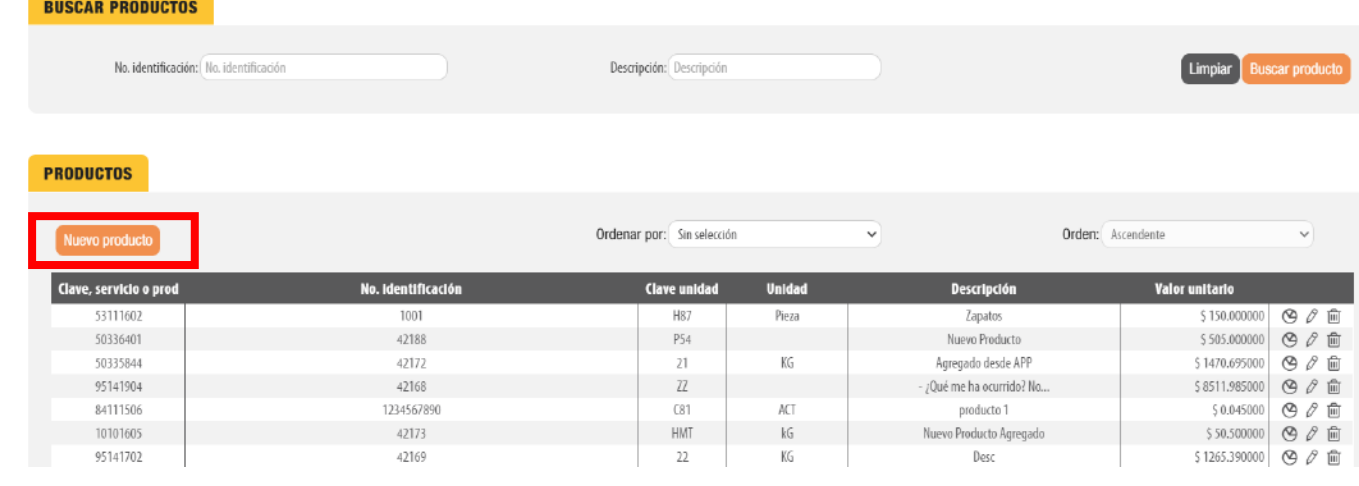 BUSCAR PRODUCTOS
No. identificación: No. identificación Descripción: Descripción Limpiar Buscar producto
PRODUCTOS
Nuevo producto Ordenar por: Sin selección Orden: Ascendente
Clave, servicio o prod No. Identificación Clave unidad Unidad Descripción Valor unitario
53111602 1001 H87 Pieza Zapatos $ 150.000000
50336401 42188 P54 Nuevo Producto $ 505.000000
50335844 42172 21 KG Agregado desde APP $ 1470.695000
95141904 42168 ZZ - ¿Qué me ha ocurrido? No... $ 8511.985000
84111506 1234567890 C81 ACT producto 1 $ 0.045000
10101605 42173 HMT kG Nuevo Producto Agregado $ 50.500000
95141702 42169 22 KG Desc $ 1265.390000